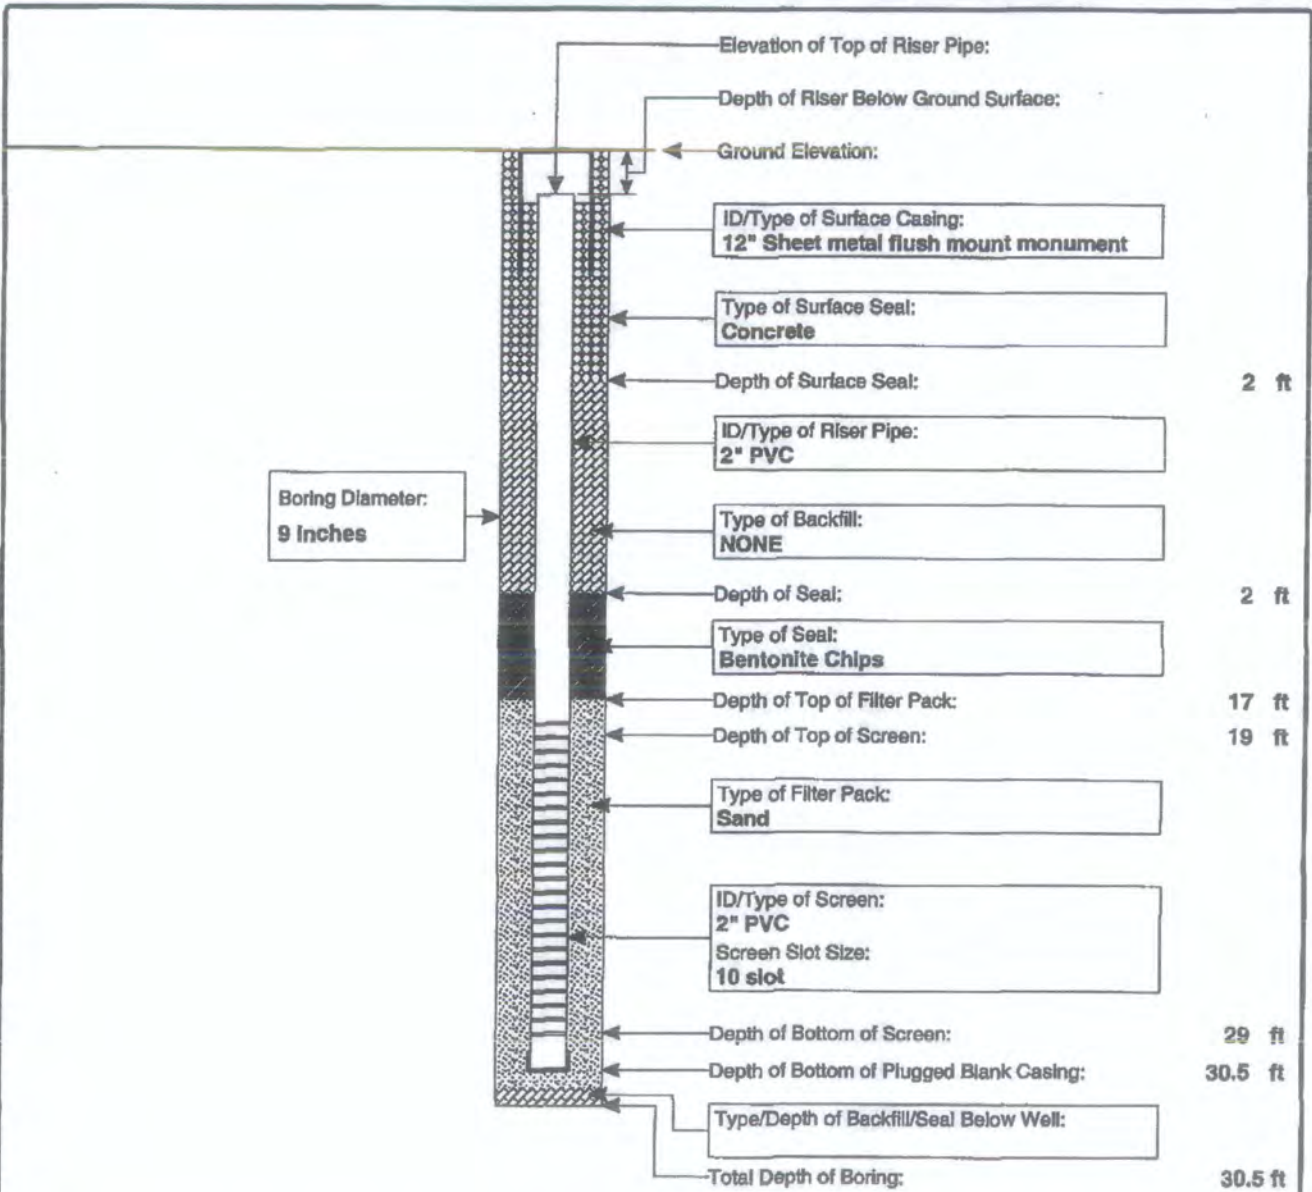 Elevation of Top of Riser Pipe:
Depth of Riser Below Ground Surface:
Ground Elevation:
ID/Type of Surface Casing:
12" Sheet metal flush mount monument
Type of Surface Seal:
Concrete
Depth of Surface Seal: 2 ft
ID/Type of Riser Pipe:
2" PVC
Boring Diameter:
9 inches
Type of Backfill:
NONE
Depth of Seal: 2 ft
Type of Seal:
Bentonite Chips
Depth of Top of Filter Pack: 17 ft
Depth of Top of Screen: 19 ft
Type of Filter Pack:
Sand
ID/Type of Screen:
2" PVC
Screen Slot Size:
10 slot
Depth of Bottom of Screen: 29 ft
Depth of Bottom of Plugged Blank Casing: 30.5 ft
Type/Depth of Backfill/Seal Below Well:
Total Depth of Boring: 30.5 ft